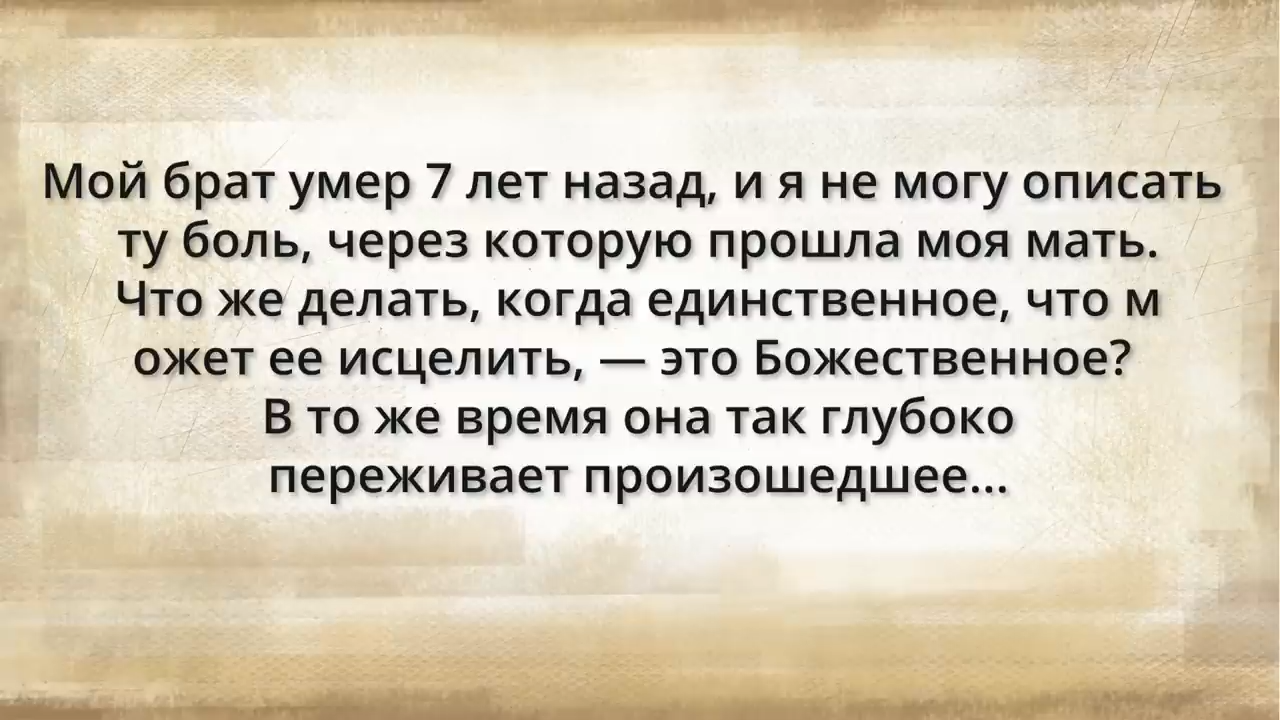 Мой брат умер 7 лет назад, и я не могу описать
ту боль, через которую прошла моя мать.
Что же делать, когда единственное, что м
ожет ее исцелить, — это Божественное?
В то же время она так глубоко
переживает произошедшее...